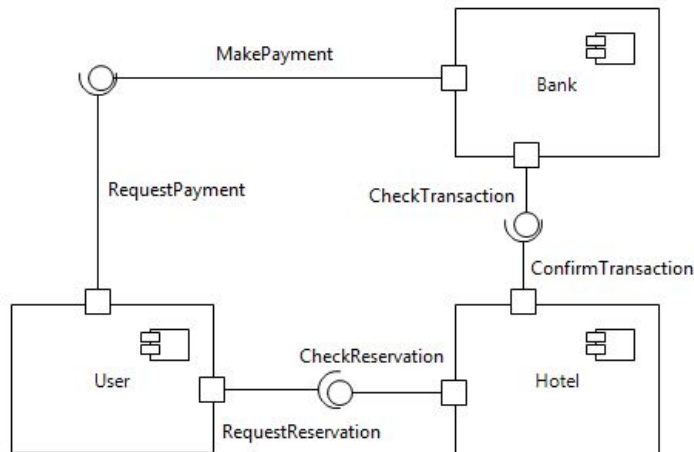 MakePayment
Bank
RequestPayment
CheckTransaction
ConfirmTransaction
CheckReservation
User
Hotel
RequestReservation